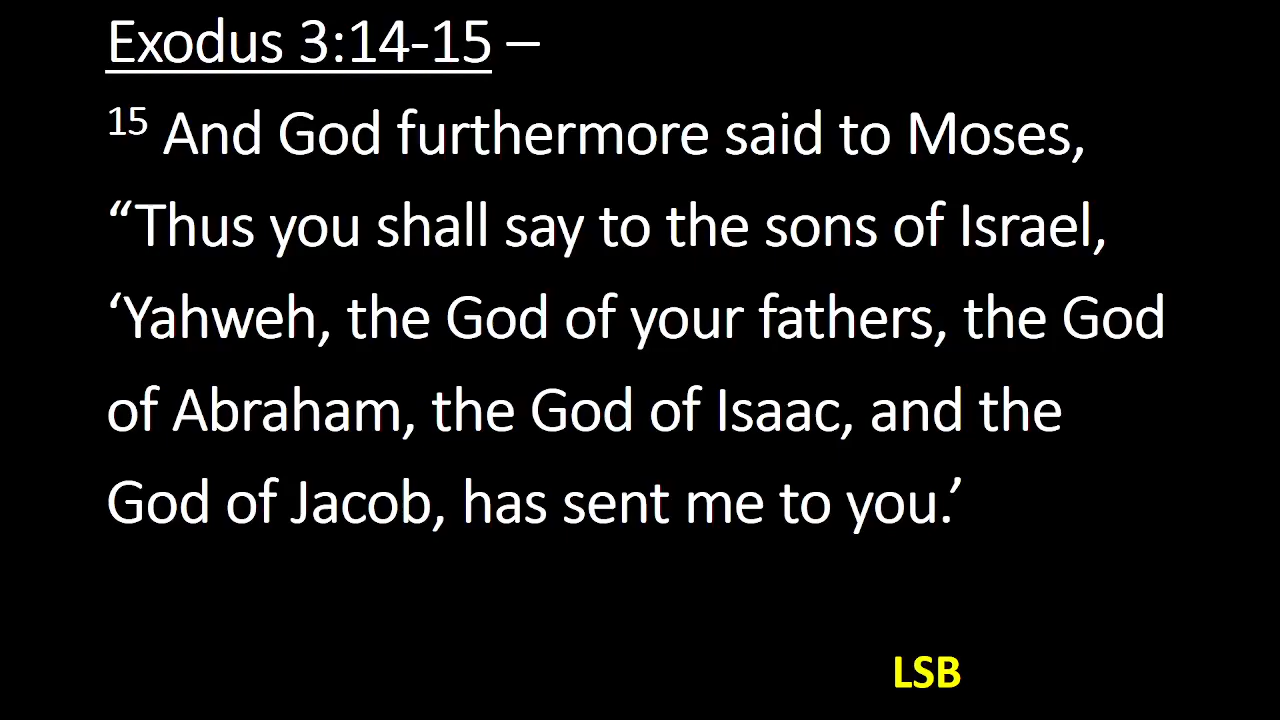 Exodus 3:14-15 –
15 And God furthermore said to Moses,
“Thus you shall say to the sons of Israel,
‘Yahweh, the God of your fathers, the God
of Abraham, the God of Isaac, and the
God of Jacob, has sent me to you.’
LSB